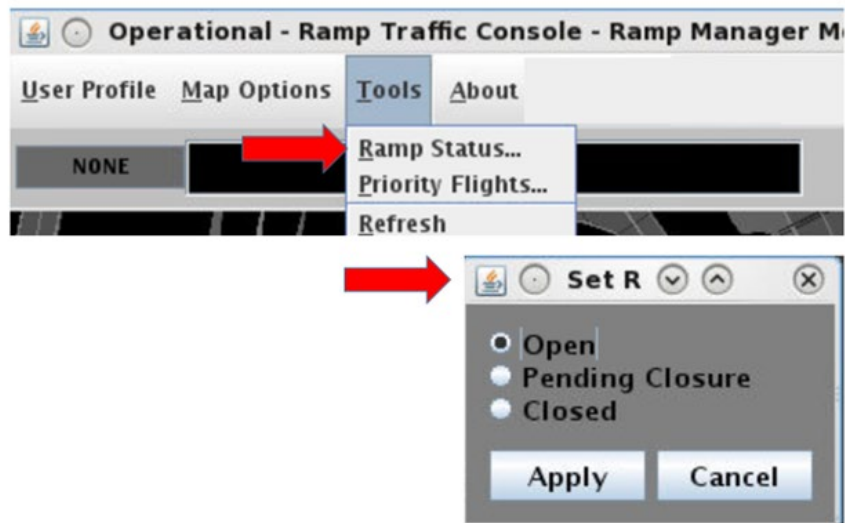 Operational - Ramp Traffic Console - Ramp Manager M
User Profile Map Options Tools About
NONE
Ramp Status...
Priority Flights...
Refresh
Set R
Open
Pending Closure
Closed
Apply Cancel